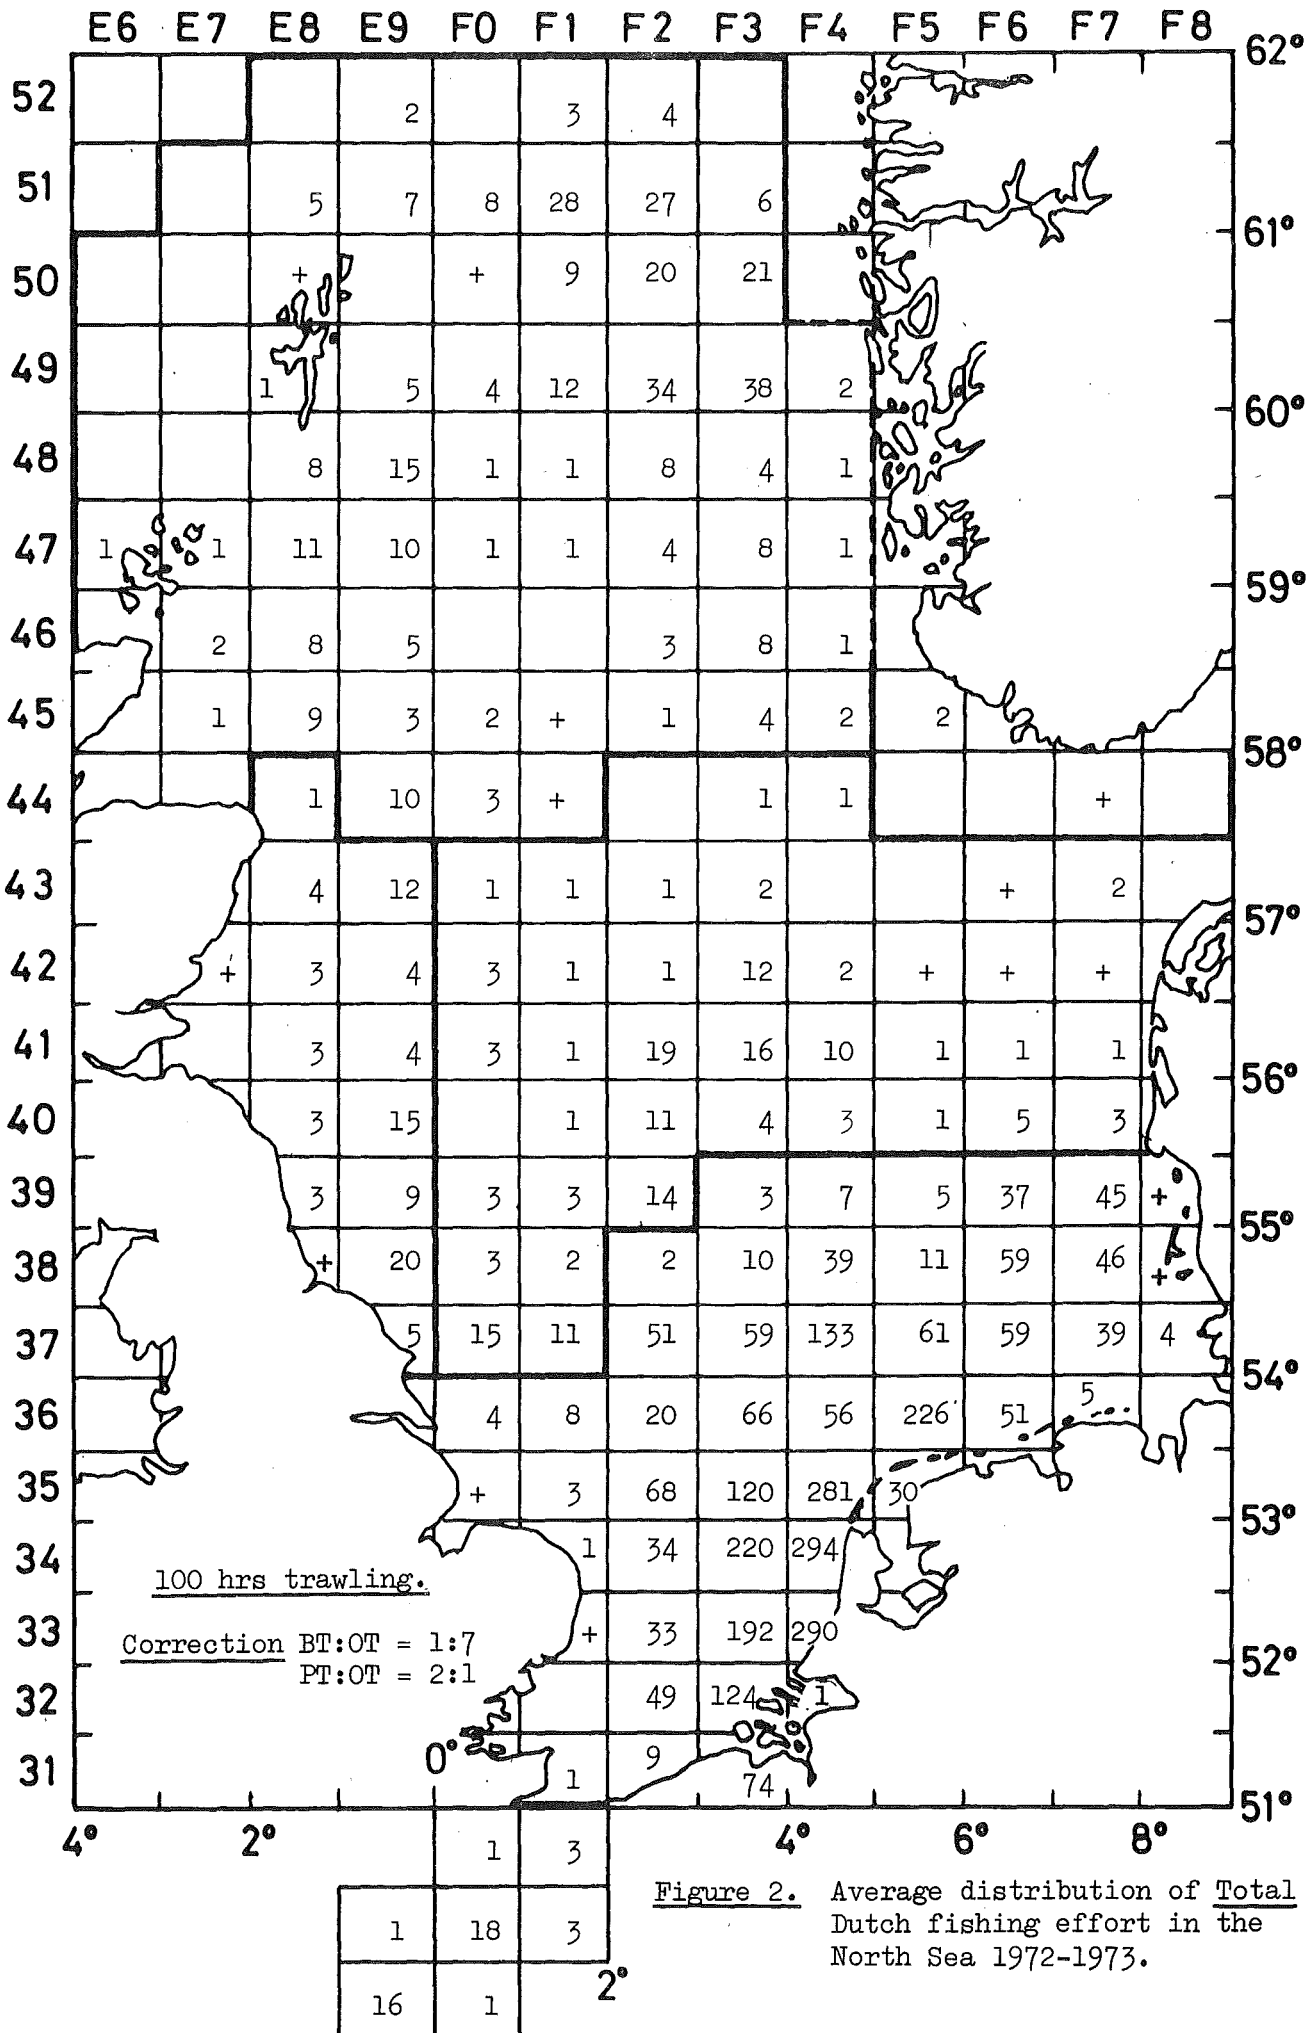 E6 E7 E8 E9 F0 F1 F2 F3 F4 F5 F6 F7 F8
62°
52 2 3 4
51 5 7 8 28 27 6
61°
50 + + 9 20 21
49 1 5 4 12 34 38 2
60°
48 8 15 1 1 8 4 1
47 1 1 11 10 1 1 4 8 1
59°
46 2 8 5 3 8 1
45 1 9 3 2 + 1 4 2 2
58°
44 1 10 3 + 1 1 +
43 4 12 1 1 1 2 + 2
57°
42 + 3 4 3 1 1 12 2 + + +
41 3 4 3 1 19 16 10 1 1 1
56°
40 3 15 1 11 4 3 1 5 3
39 3 9 3 3 14 3 7 5 37 45 +
55°
38 + 20 3 2 2 10 39 11 59 46 +
37 5 15 11 51 59 133 61 59 39 4
54°
36 4 8 20 66 56 226 51 5
35 + 3 68 120 281 30
53°
34 1 34 220 294
100 hrs trawling.
33 + 33 192 290
Correction BT:OT = 1:7
PT:OT = 2:1
52°
32 49 124 1
31 0° 1 9 74
51°
4° 2° 4° 6° 8°
1 3
1 18 3
2°
16 1
Figure 2. Average distribution of Total
Dutch fishing effort in the
North Sea 1972-1973.